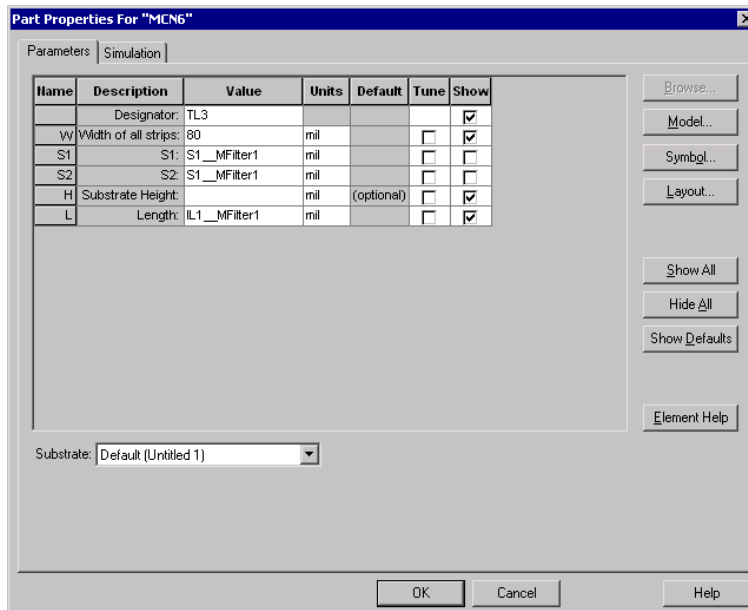 Part Properties For "MCN6"
Parameters Simulation
Name Description Value Units Default Tune Show
Designator: TL3
W Width of all strips: 80 mil
S1 S1: S1__MFilter1 mil
S2 S2: S1__MFilter1 mil
H Substrate Height: mil (optional)
L Length: IL1__MFilter1 mil
Browse...
Model...
Symbol...
Layout...
Show All
Hide All
Show Defaults
Element Help
Substrate: Default (Untitled 1)
OK Cancel Help